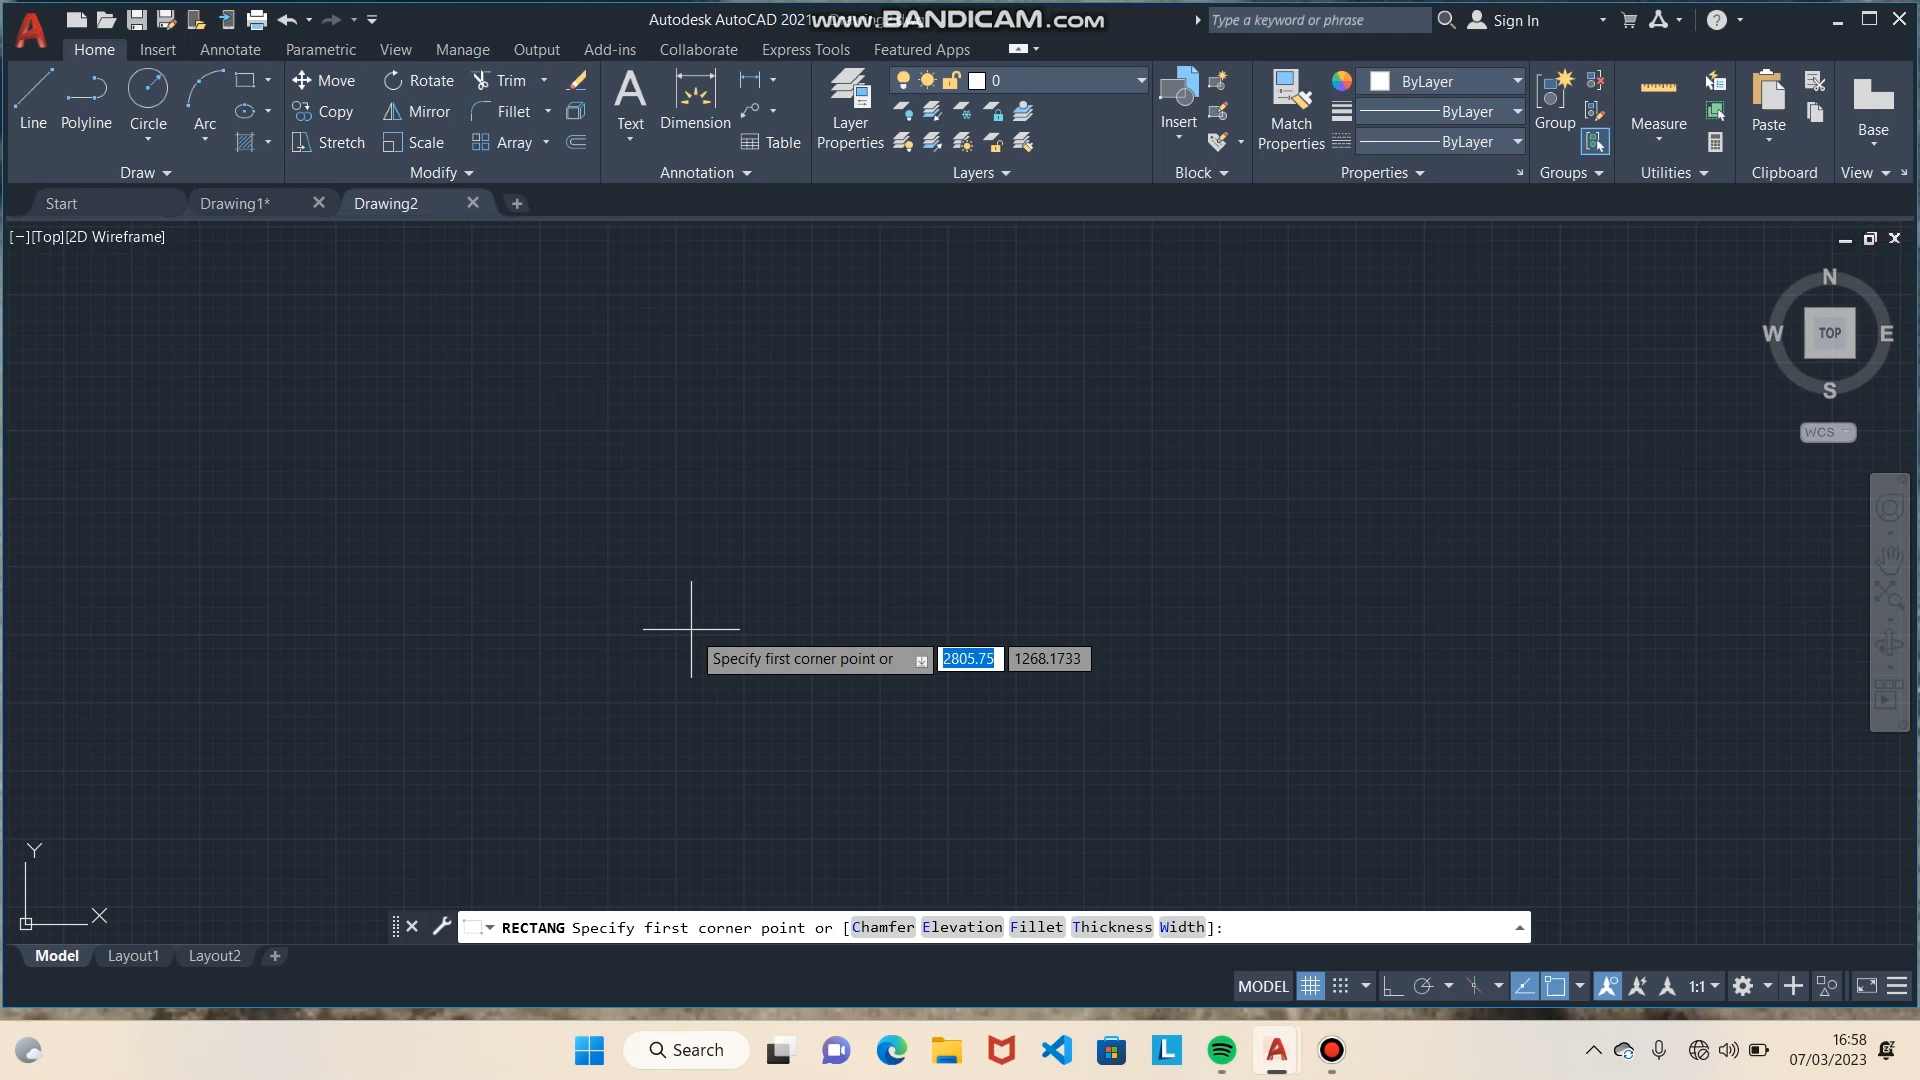 Autodesk AutoCAD 2021
www.BANDICAM.com
Type a keyword or phrase
Sign In
Home Insert Annotate Parametric View Manage Output Add-ins Collaborate Express Tools Featured Apps
Line Polyline Circle Arc
Move Rotate Trim
Copy Mirror Fillet
Stretch Scale Array
Text Dimension Table
Layer Properties
0
Insert
Match Properties
ByLayer
ByLayer
ByLayer
Group
Measure
Paste
Base
Draw Modify Annotation Layers Block Properties Groups Utilities Clipboard View
Start Drawing1* Drawing2
[−][Top][2D Wireframe]
N
W TOP E
S
WCS
Specify first corner point or 2805.75 1268.1733
Y
X
RECTANG Specify first corner point or [Chamfer Elevation Fillet Thickness Width]:
Model Layout1 Layout2
MODEL 1:1
Search
16:58
07/03/2023